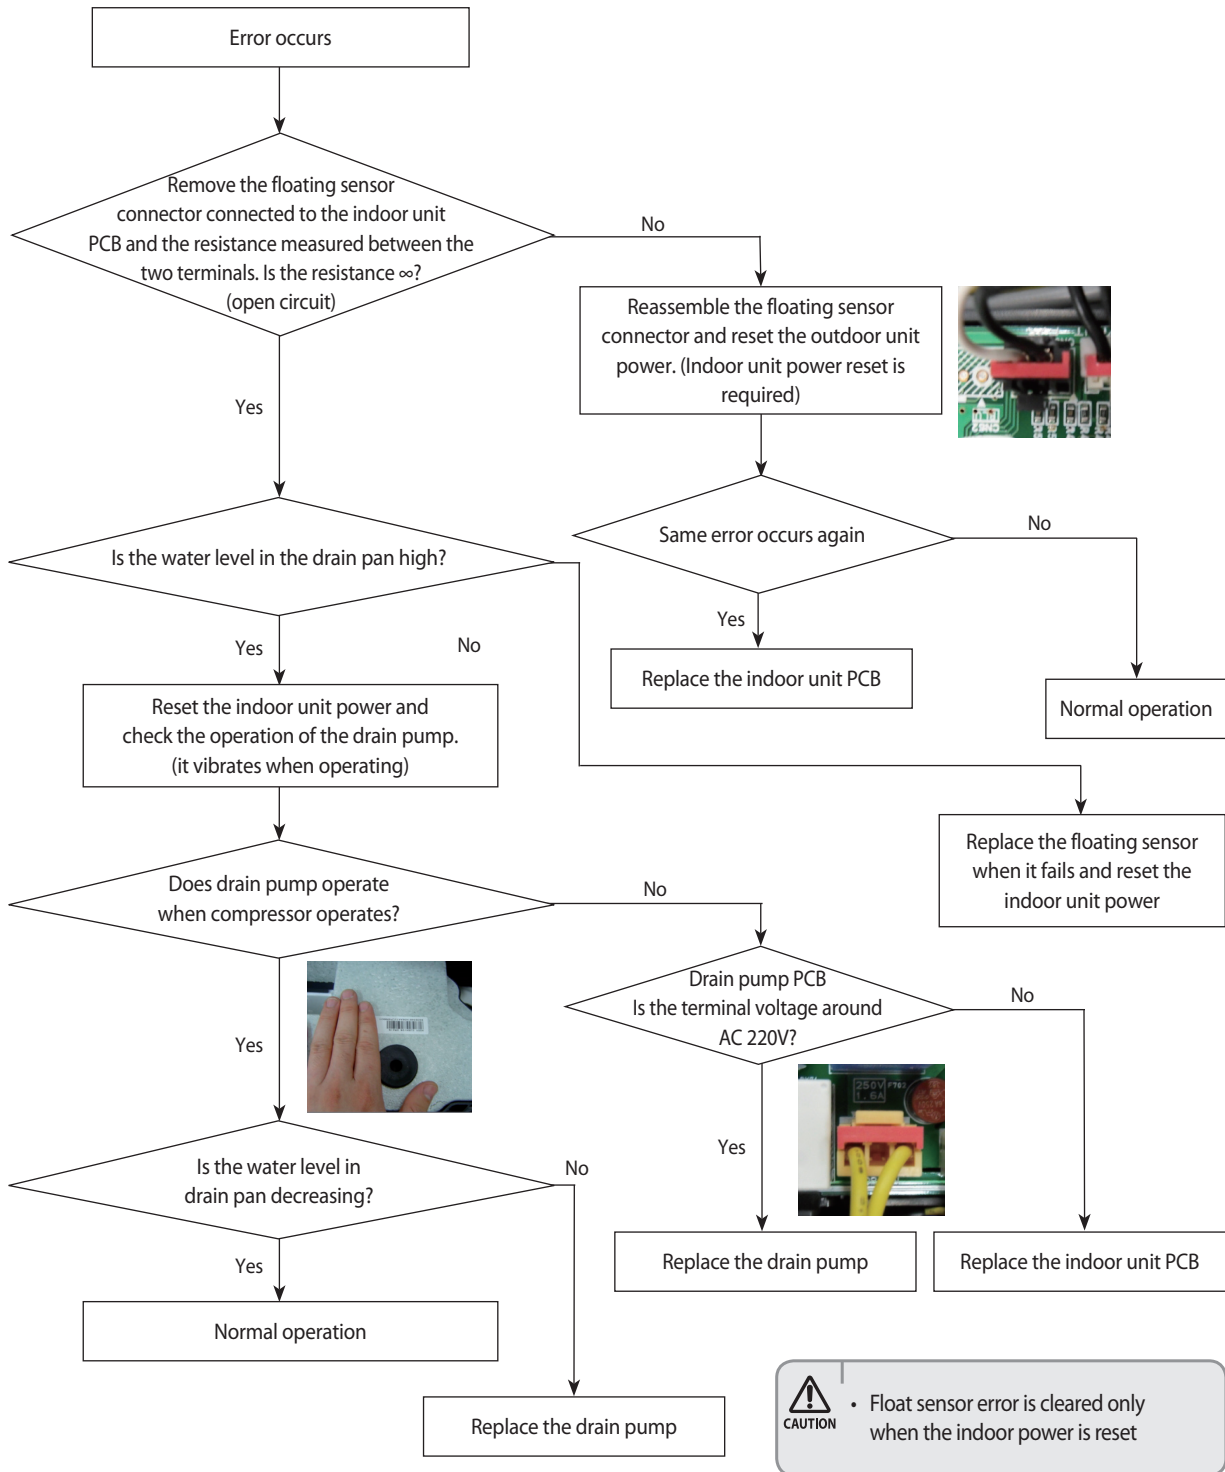 Error occurs
Remove the floating sensor
connector connected to the indoor unit
PCB and the resistance measured between the
two terminals. Is the resistance ∞?
(open circuit)
No
Reassemble the floating sensor
connector and reset the outdoor unit
power. (Indoor unit power reset is
required)
CN62
Yes
Same error occurs again
No
Is the water level in the drain pan high?
Yes
Replace the indoor unit PCB
Normal operation
Yes
No
Reset the indoor unit power and
check the operation of the drain pump.
(it vibrates when operating)
Replace the floating sensor
when it fails and reset the
indoor unit power
Does drain pump operate
when compressor operates?
No
Drain pump PCB
Is the terminal voltage around
AC 220V?
No
Yes
250V F702
1.6A
Yes
Is the water level in
drain pan decreasing?
No
Replace the drain pump
Replace the indoor unit PCB
Yes
Normal operation
Replace the drain pump
CAUTION
• Float sensor error is cleared only
when the indoor power is reset